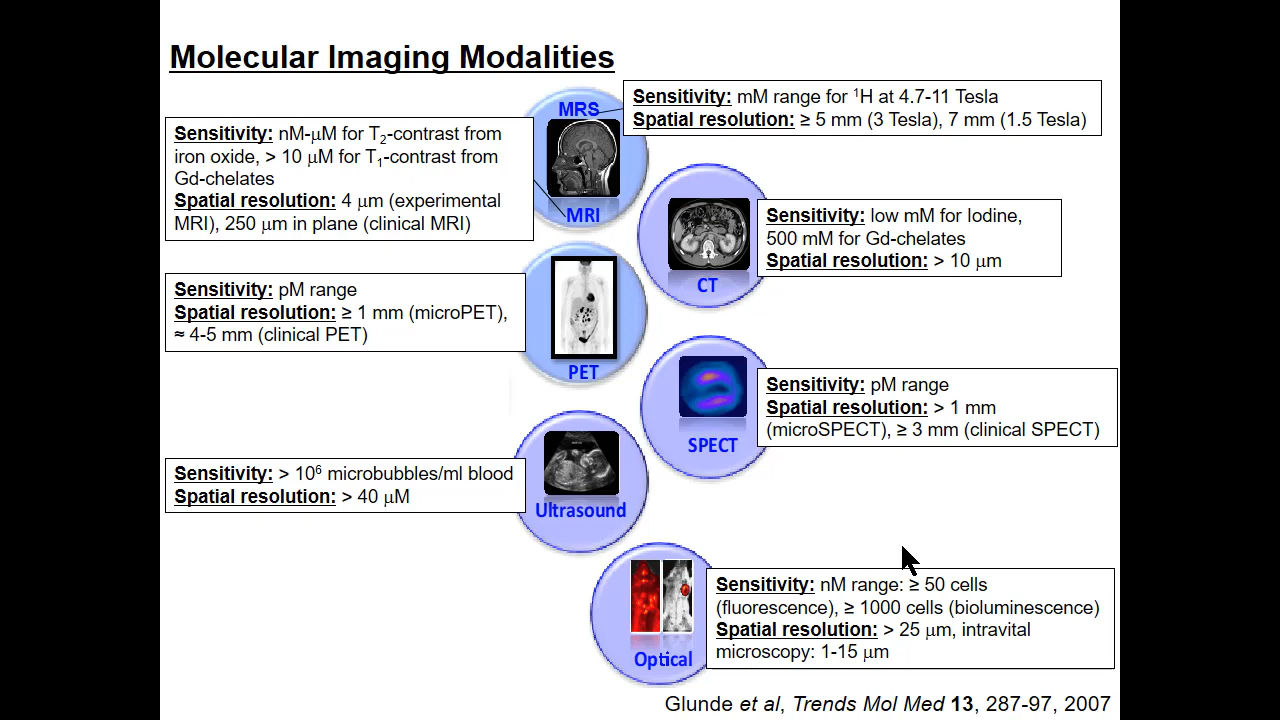 Molecular Imaging Modalities
MRS
Sensitivity: mM range for ¹H at 4.7-11 Tesla
Spatial resolution: ≥ 5 mm (3 Tesla), 7 mm (1.5 Tesla)
Sensitivity: nM-μM for T₂-contrast from
iron oxide, > 10 μM for T₁-contrast from
Gd-chelates
Spatial resolution: 4 μm (experimental
MRI), 250 μm in plane (clinical MRI)
MRI
Sensitivity: low mM for Iodine,
500 mM for Gd-chelates
Spatial resolution: > 10 μm
CT
Sensitivity: pM range
Spatial resolution: ≥ 1 mm (microPET),
≈ 4-5 mm (clinical PET)
PET
Sensitivity: pM range
Spatial resolution: > 1 mm
(microSPECT), ≥ 3 mm (clinical SPECT)
SPECT
Sensitivity: > 10⁶ microbubbles/ml blood
Spatial resolution: > 40 μM
Ultrasound
Sensitivity: nM range: ≥ 50 cells
(fluorescence), ≥ 1000 cells (bioluminescence)
Spatial resolution: > 25 μm, intravital
microscopy: 1-15 μm
Optical
Glunde et al, Trends Mol Med 13, 287-97, 2007